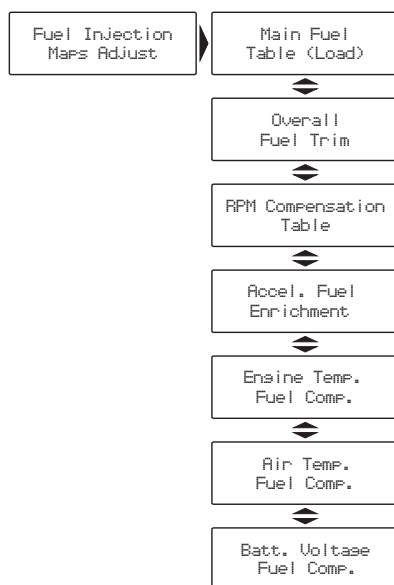 Fuel Injection
Maps Adjust
Main Fuel
Table (Load)
Overall
Fuel Trim
RPM Compensation
Table
Accel. Fuel
Enrichment
Engine Temp.
Fuel Comp.
Air Temp.
Fuel Comp.
Batt. Voltage
Fuel Comp.